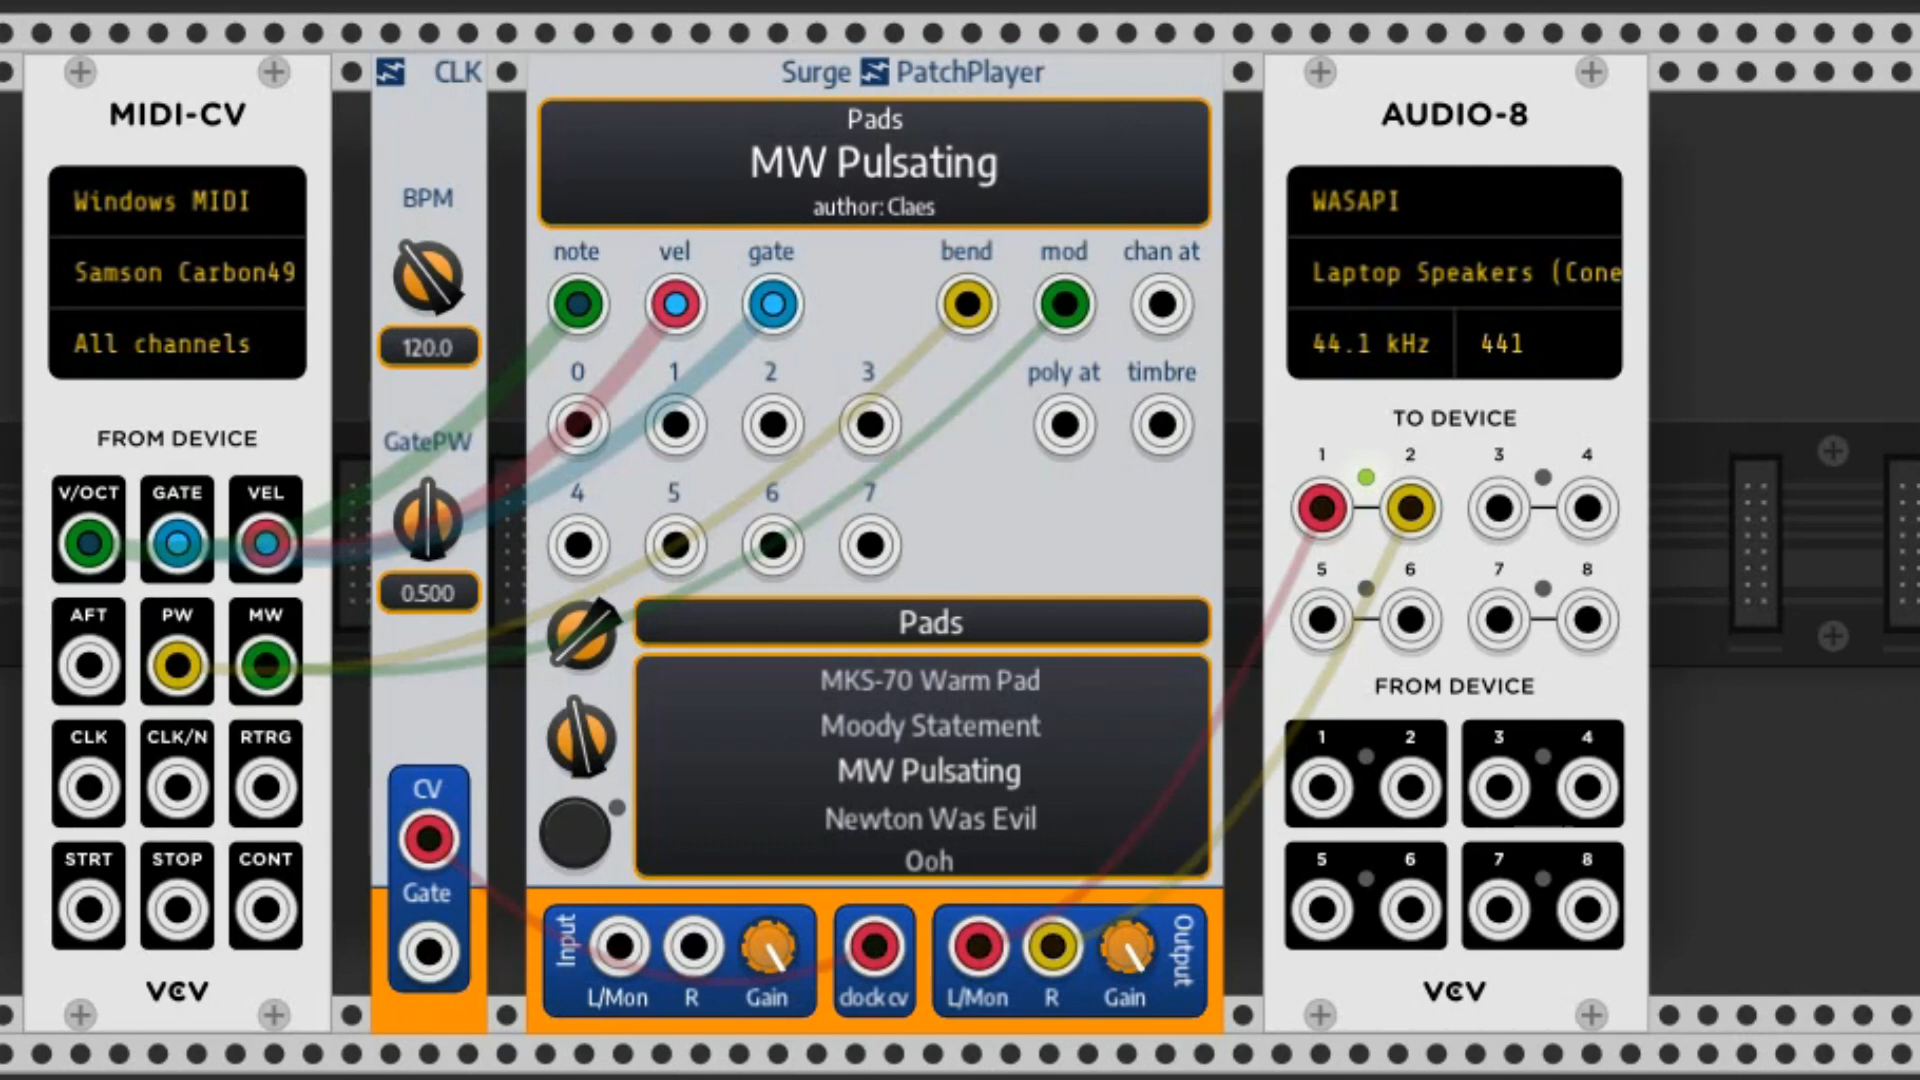 MIDI-CV
Windows MIDI
Samson Carbon49
All channels
FROM DEVICE
V/OCT GATE VEL
AFT PW MW
CLK CLK/N RTRG
STRT STOP CONT
VCV
CLK
BPM
120.0
GatePW
0.500
CV
Gate
Surge PatchPlayer
Pads
MW Pulsating
author: Claes
note vel gate bend mod chan at
0 1 2 3 poly at timbre
4 5 6 7
Pads
MKS-70 Warm Pad
Moody Statement
MW Pulsating
Newton Was Evil
Ooh
Input
L/Mon R Gain
clock cv
L/Mon R Gain
Output
AUDIO-8
WASAPI
Laptop Speakers (Cone
44.1 kHz 441
TO DEVICE
1 2 3 4
5 6 7 8
FROM DEVICE
1 2 3 4
5 6 7 8
VCV